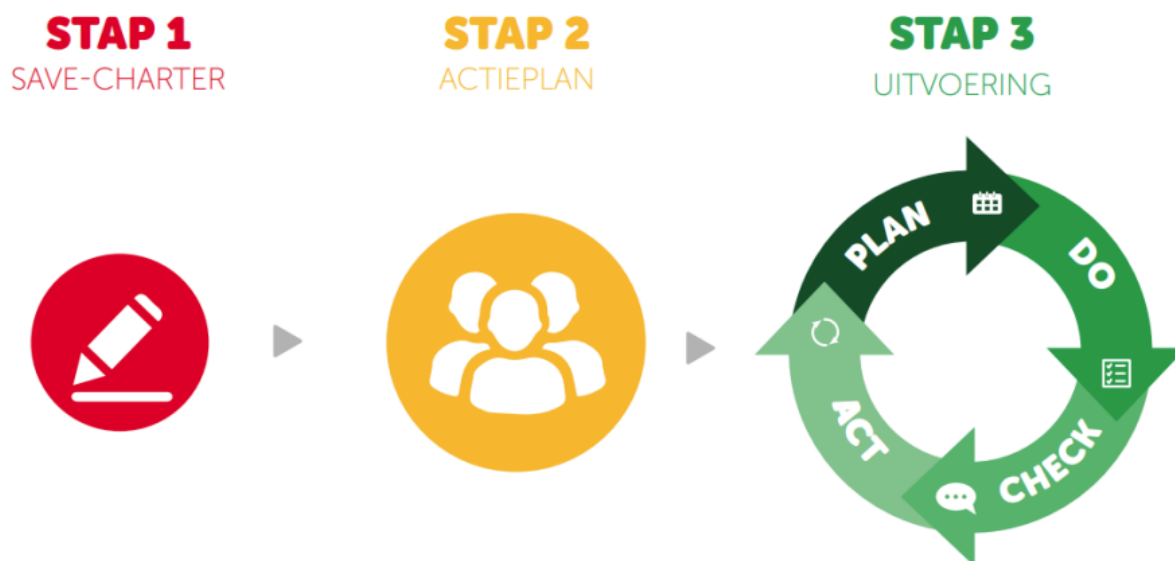 STAP 1
SAVE-CHARTER
STAP 2
ACTIEPLAN
STAP 3
UITVOERING
PLAN
DO
CHECK
ACT